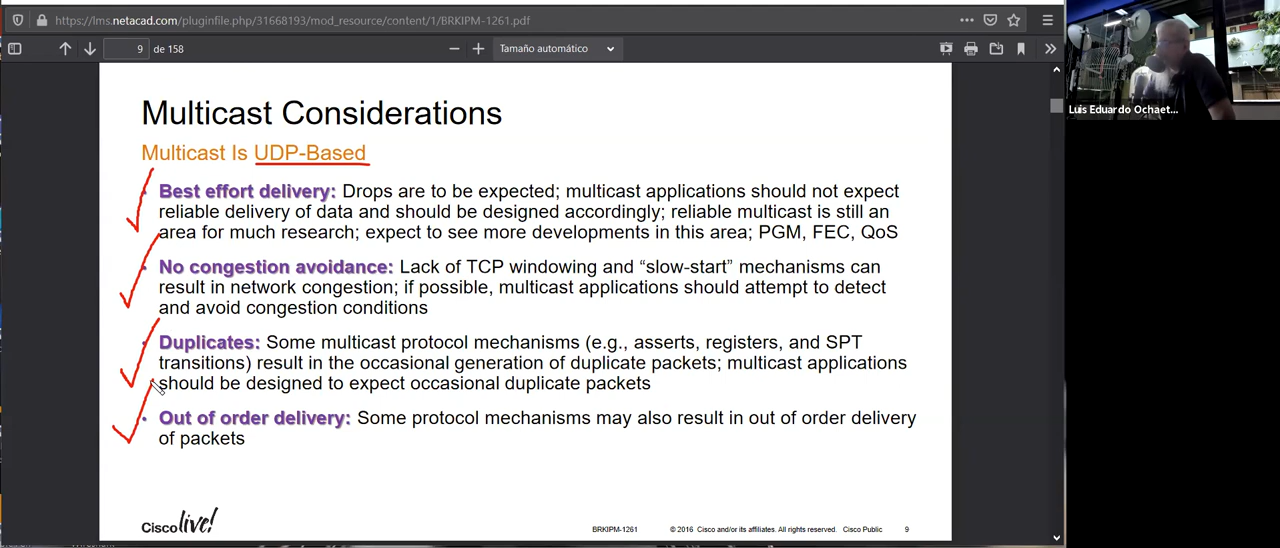 https://lms.netacad.com/pluginfile.php/31668193/mod_resource/content/1/BRKIPM-1261.pdf
9 de 158
Tamaño automático
Luis Eduardo Ochaet...
Multicast Considerations
Multicast Is UDP-Based
• Best effort delivery: Drops are to be expected; multicast applications should not expect
reliable delivery of data and should be designed accordingly; reliable multicast is still an
area for much research; expect to see more developments in this area; PGM, FEC, QoS
• No congestion avoidance: Lack of TCP windowing and “slow-start” mechanisms can
result in network congestion; if possible, multicast applications should attempt to detect
and avoid congestion conditions
• Duplicates: Some multicast protocol mechanisms (e.g., asserts, registers, and SPT
transitions) result in the occasional generation of duplicate packets; multicast applications
should be designed to expect occasional duplicate packets
• Out of order delivery: Some protocol mechanisms may also result in out of order delivery
of packets
Cisco live!
BRKIPM-1261 © 2016 Cisco and/or its affiliates. All rights reserved. Cisco Public 9